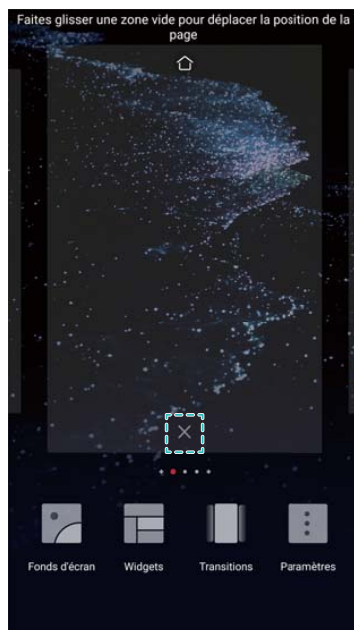 Faites glisser une zone vide pour déplacer la position de la
page
Fonds d'écran
Widgets
Transitions
Paramètres